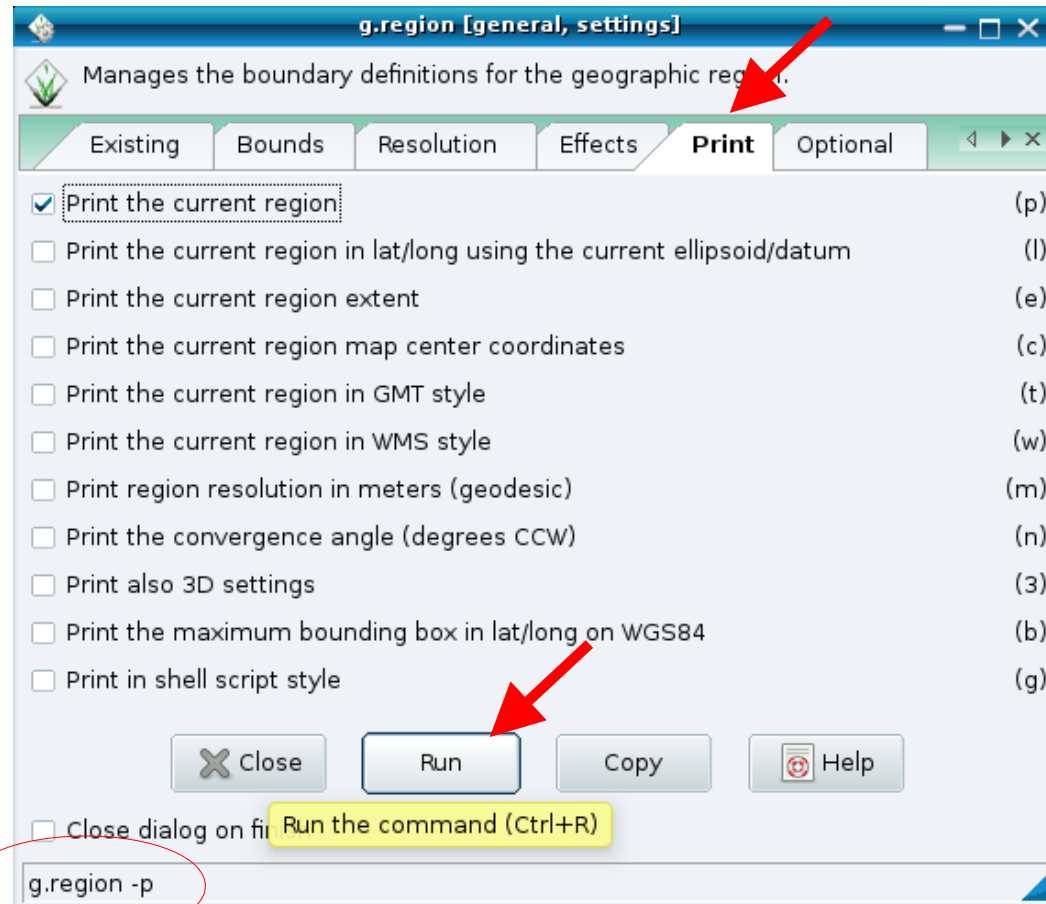 g.region [general, settings]
Manages the boundary definitions for the geographic
Existing Bounds Resolution Effects Print Optional
Print the current region (p)
Print the current region in lat/long using the current ellipsoid/datum (l)
Print the current region extent (e)
Print the current region map center coordinates (c)
Print the current region in GMT style (t)
Print the current region in WMS style (w)
Print region resolution in meters (geodesic) (m)
Print the convergence angle (degrees CCW) (n)
Print also 3D settings (3)
Print the maximum bounding box in lat/long on WGS84 (b)
Print in shell script style (g)
Close Run Copy Help
Close dialog on
Run the command (Ctrl+R)
g.region -p